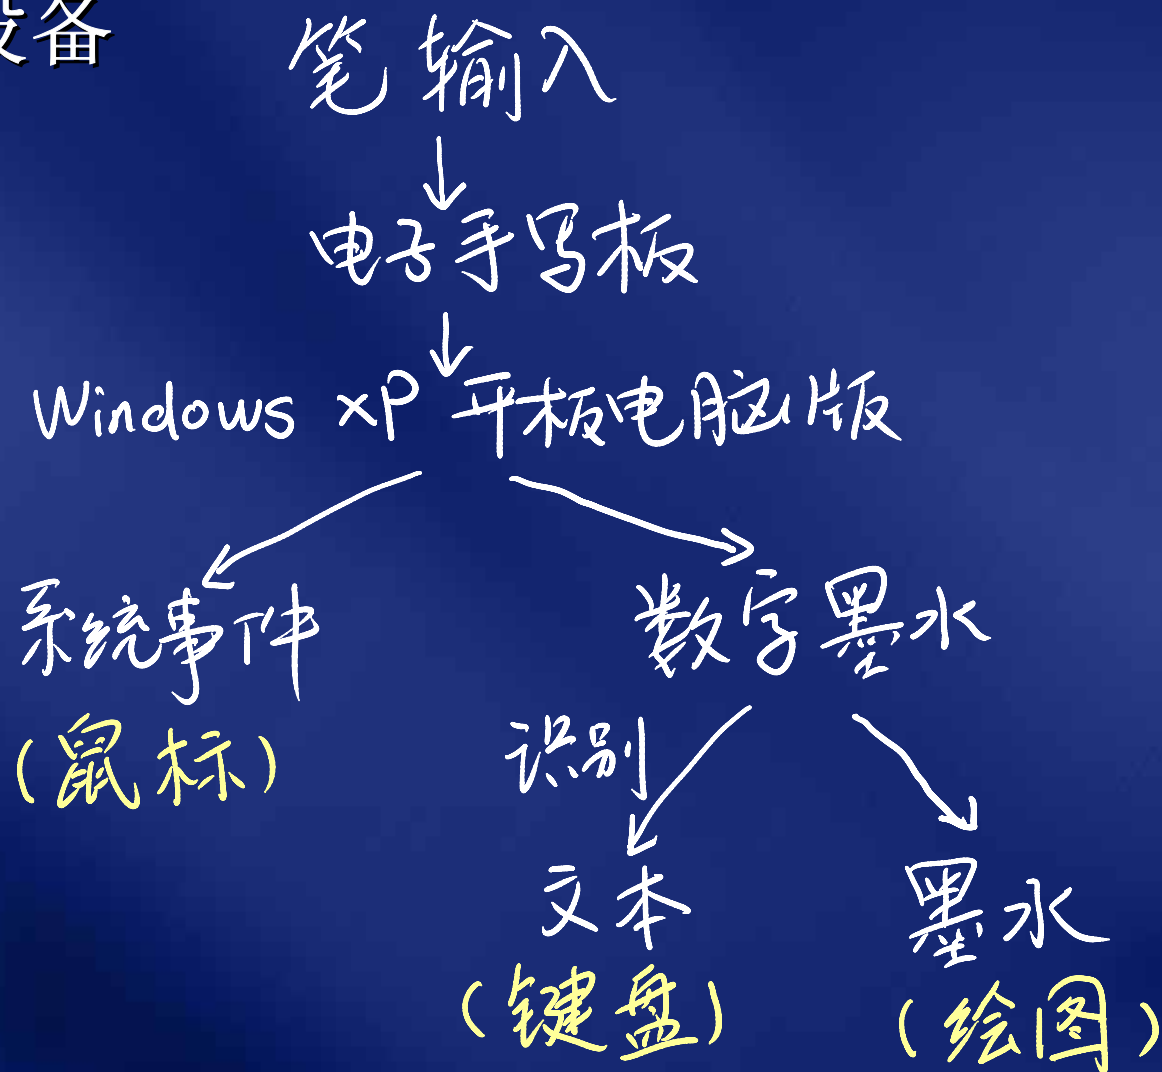 设备
笔输入
电子手写板
Windows XP 平板电脑版
系统事件
数字墨水
(鼠标)
识别
文本
墨水
(键盘)
(绘图)